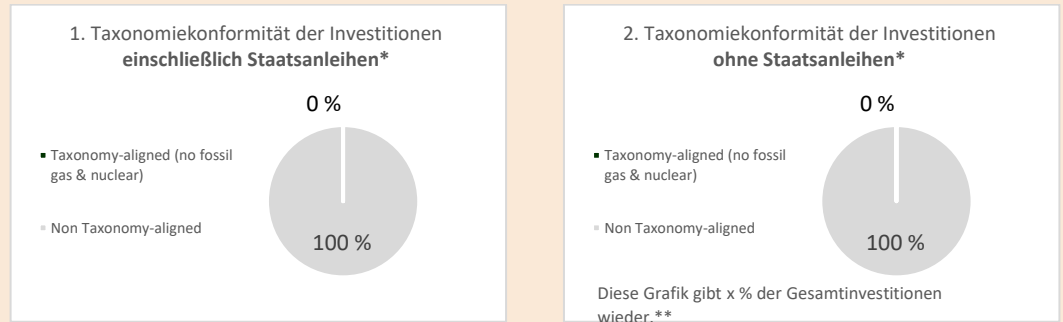 1. Taxonomiekonformität der Investitionen
einschließlich Staatsanleihen*
0 %
Taxonomy-aligned (no fossil
gas & nuclear)
Non Taxonomy-aligned
100 %
2. Taxonomiekonformität der Investitionen
ohne Staatsanleihen*
0 %
Taxonomy-aligned (no fossil
gas & nuclear)
Non Taxonomy-aligned
100 %
Diese Grafik gibt x % der Gesamtinvestitionen
wieder.**